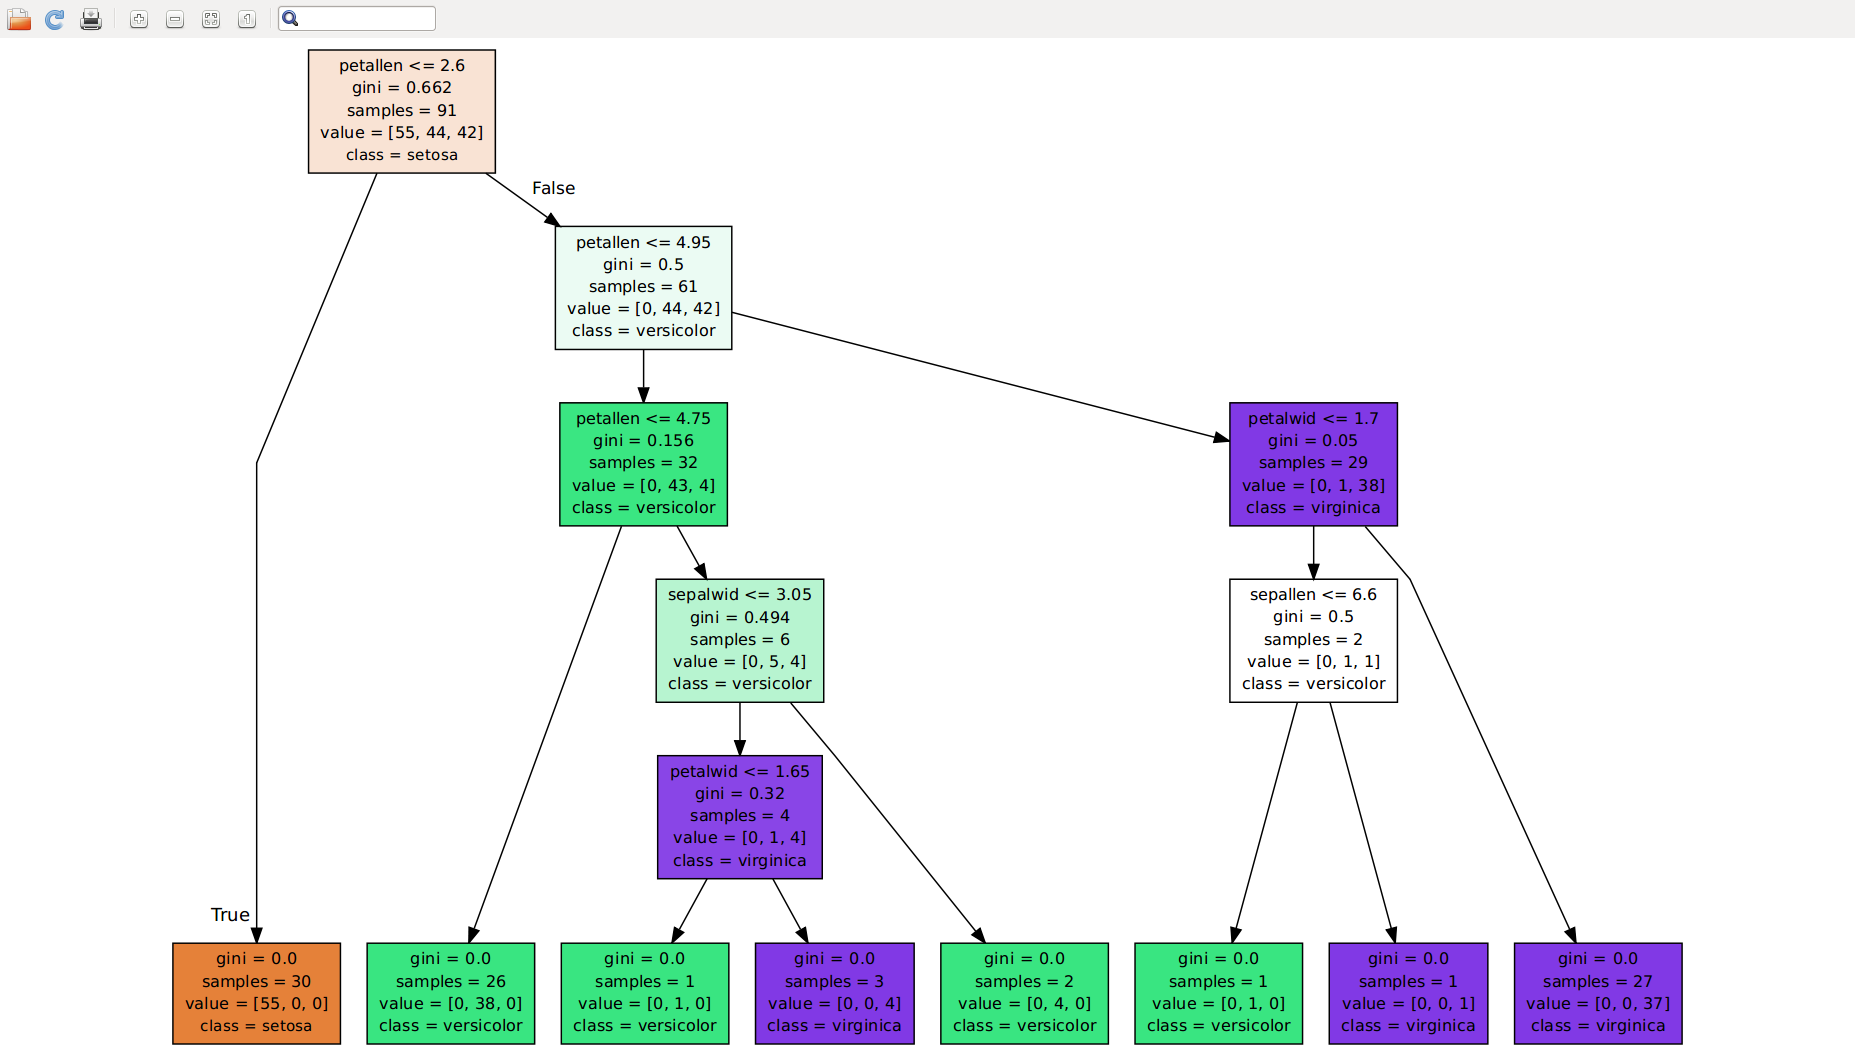 petallen <= 2.6
gini = 0.662
samples = 91
value = [55, 44, 42]
class = setosa
False
petallen <= 4.95
gini = 0.5
samples = 61
value = [0, 44, 42]
class = versicolor
petallen <= 4.75
gini = 0.156
samples = 32
value = [0, 43, 4]
class = versicolor
petalwid <= 1.7
gini = 0.05
samples = 29
value = [0, 1, 38]
class = virginica
sepalwid <= 3.05
gini = 0.494
samples = 6
value = [0, 5, 4]
class = versicolor
sepallen <= 6.6
gini = 0.5
samples = 2
value = [0, 1, 1]
class = versicolor
petalwid <= 1.65
gini = 0.32
samples = 4
value = [0, 1, 4]
class = virginica
True
gini = 0.0
samples = 30
value = [55, 0, 0]
class = setosa
gini = 0.0
samples = 26
value = [0, 38, 0]
class = versicolor
gini = 0.0
samples = 1
value = [0, 1, 0]
class = versicolor
gini = 0.0
samples = 3
value = [0, 0, 4]
class = virginica
gini = 0.0
samples = 2
value = [0, 4, 0]
class = versicolor
gini = 0.0
samples = 1
value = [0, 1, 0]
class = versicolor
gini = 0.0
samples = 1
value = [0, 0, 1]
class = virginica
gini = 0.0
samples = 27
value = [0, 0, 37]
class = virginica